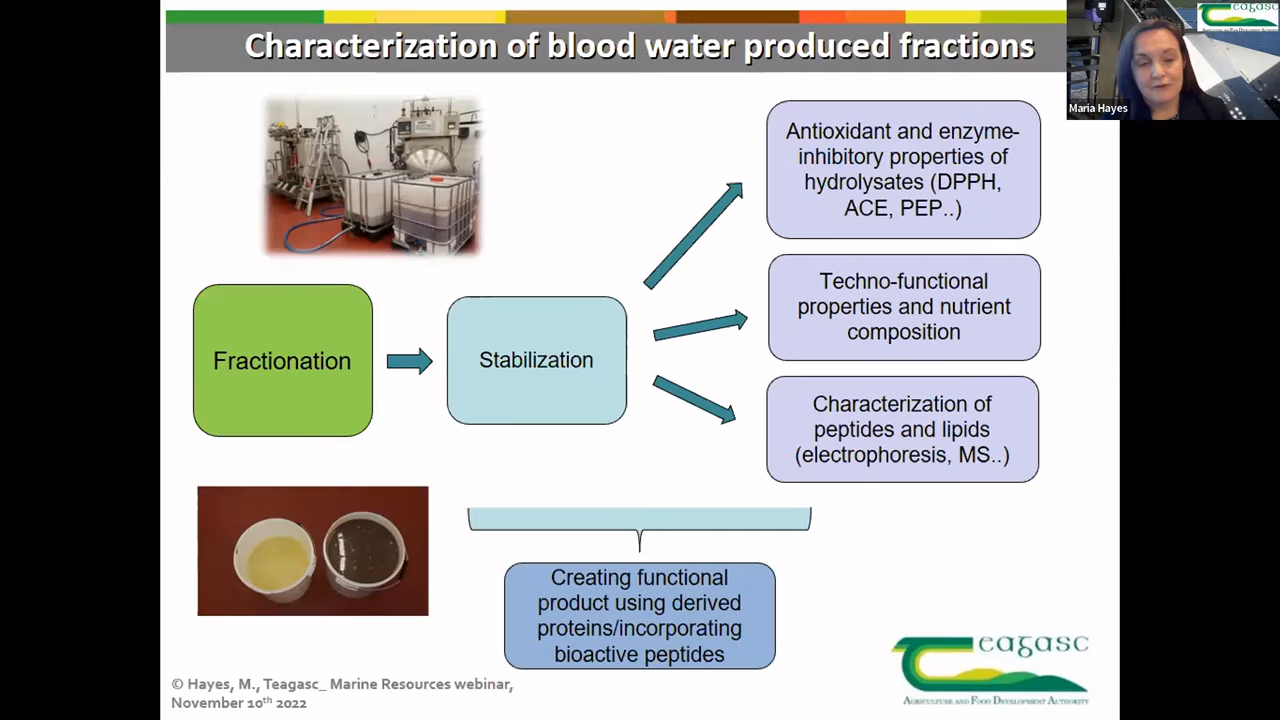 Characterization of blood water produced fractions
eagasc
Maria Hayes
Antioxidant and enzyme-
inhibitory properties of
hydrolysates (DPPH,
ACE, PEP..)
Fractionation
Stabilization
Techno-functional
properties and nutrient
composition
Characterization of
peptides and lipids
(electrophoresis, MS..)
Creating functional
product using derived
proteins/incorporating
bioactive peptides
eagasc
Agriculture and Food Development Authority
© Hayes, M., Teagasc_ Marine Resources webinar,
November 10th 2022